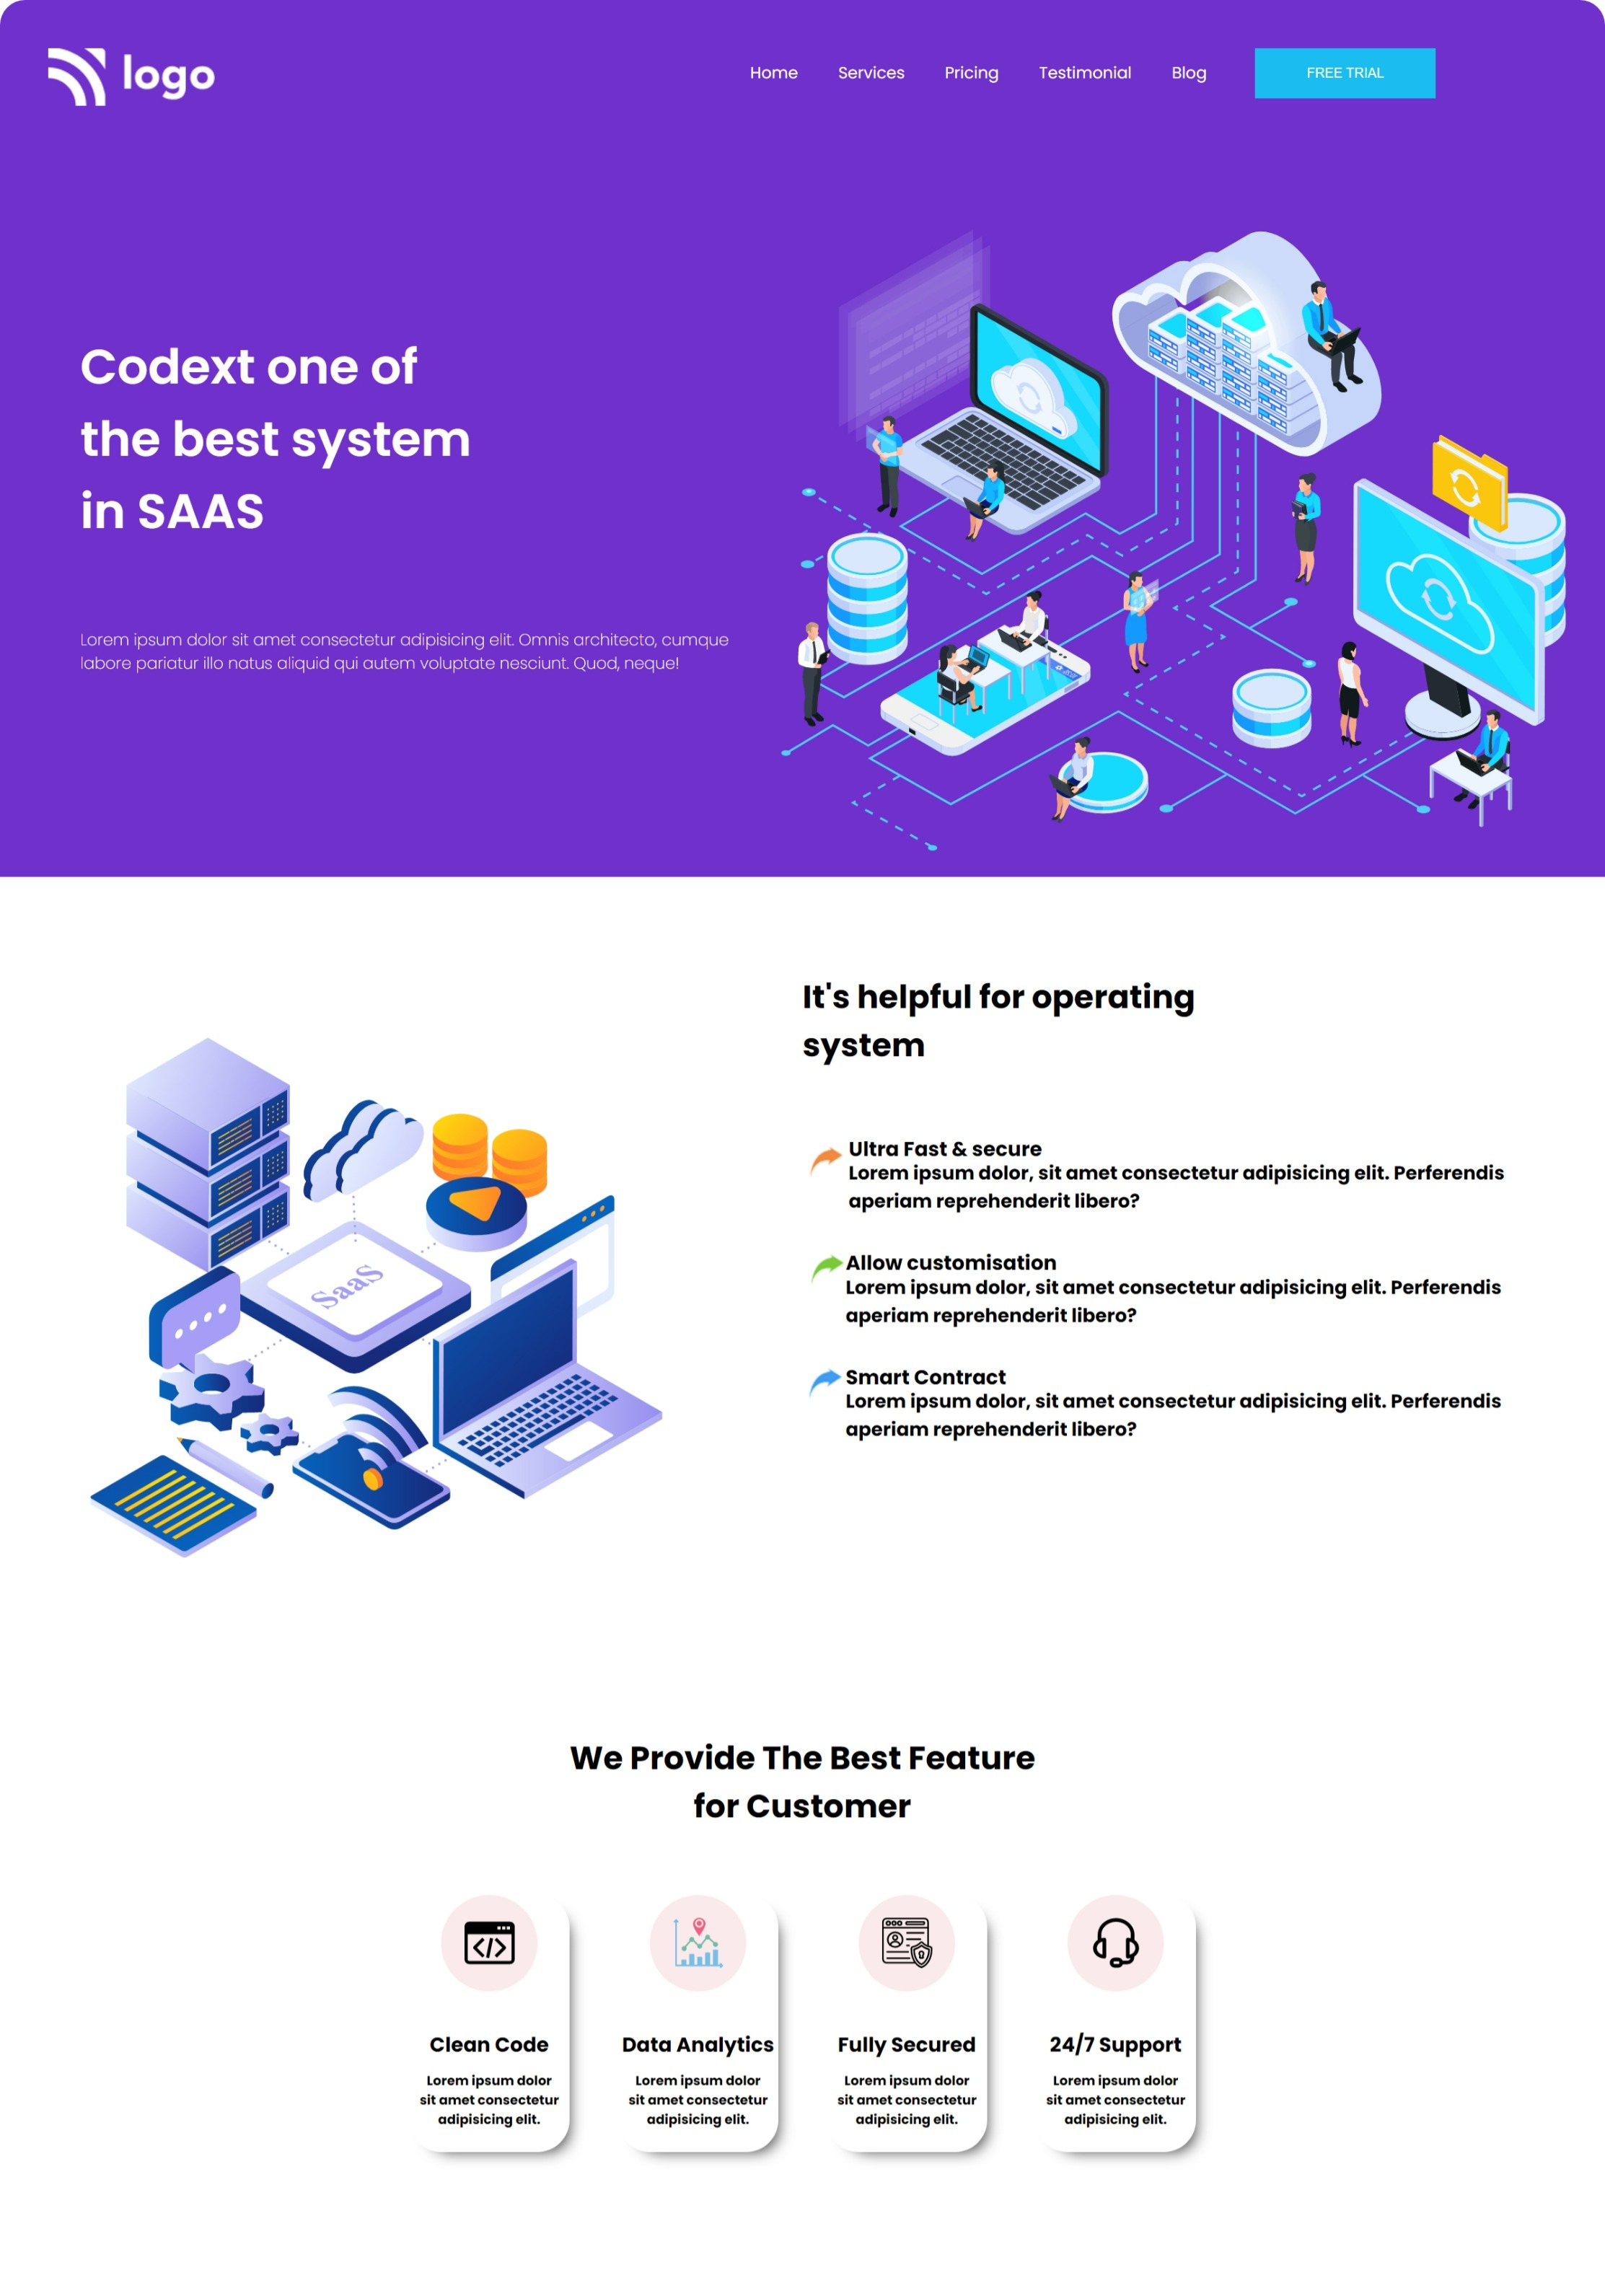 logo
Home Services Pricing Testimonial Blog FREE TRIAL
Codext one of
the best system
in SAAS
Lorem ipsum dolor sit amet consectetur adipisicing elit. Omnis architecto, cumque
labore pariatur illo natus aliquid qui autem voluptate nesciunt. Quod, neque!
It's helpful for operating
system
Ultra Fast & secure
Lorem ipsum dolor, sit amet consectetur adipisicing elit. Perferendis
aperiam reprehenderit libero?
Allow customisation
Lorem ipsum dolor, sit amet consectetur adipisicing elit. Perferendis
aperiam reprehenderit libero?
Smart Contract
Lorem ipsum dolor, sit amet consectetur adipisicing elit. Perferendis
aperiam reprehenderit libero?
SaaS
We Provide The Best Feature
for Customer
</>
Clean Code
Lorem ipsum dolor
sit amet consectetur
adipisicing elit.
Data Analytics
Lorem ipsum dolor
sit amet consectetur
adipisicing elit.
Fully Secured
Lorem ipsum dolor
sit amet consectetur
adipisicing elit.
24/7 Support
Lorem ipsum dolor
sit amet consectetur
adipisicing elit.